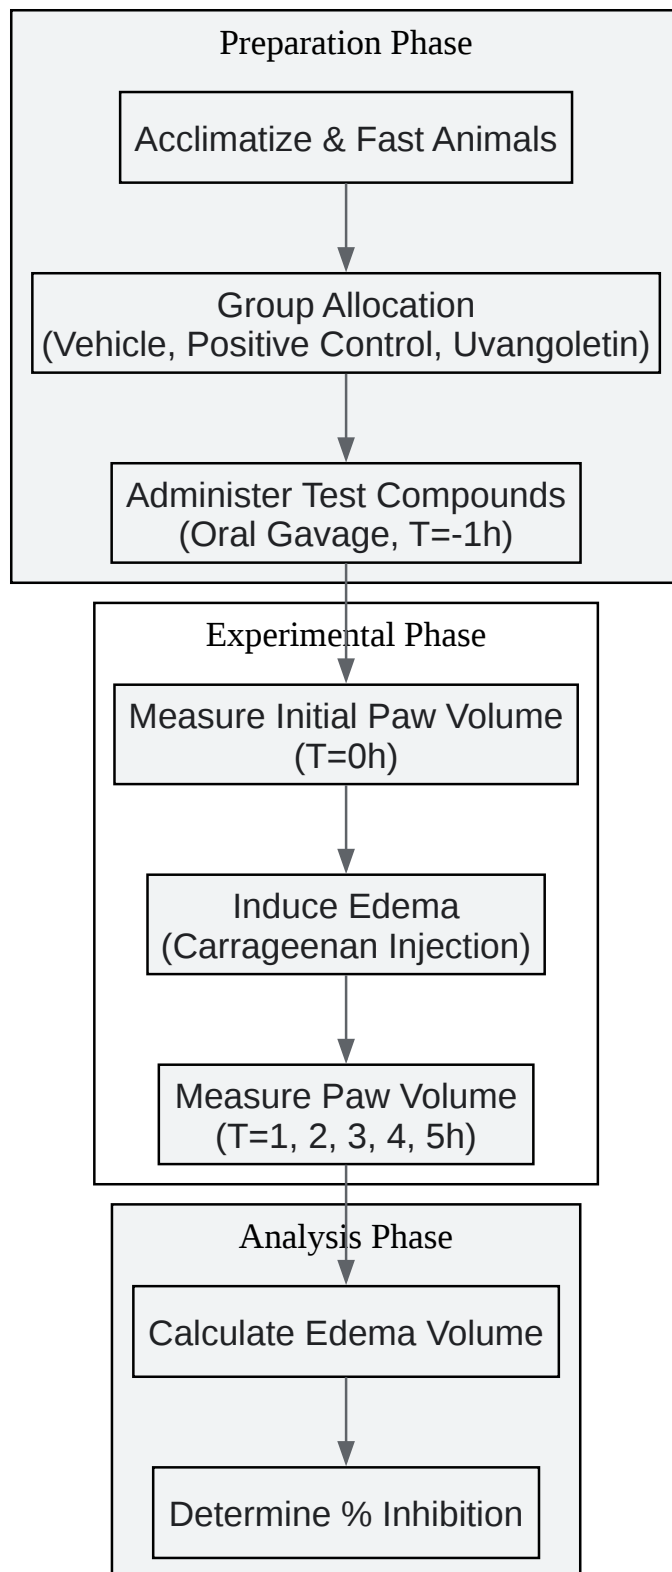 Preparation Phase
Acclimatize & Fast Animals
Group Allocation
(Vehicle, Positive Control, Uvangoletin)
Administer Test Compounds
(Oral Gavage, T=-1h)
Experimental Phase
Measure Initial Paw Volume
(T=0h)
Induce Edema
(Carrageenan Injection)
Measure Paw Volume
(T=1, 2, 3, 4, 5h)
Analysis Phase
Calculate Edema Volume
Determine % Inhibition